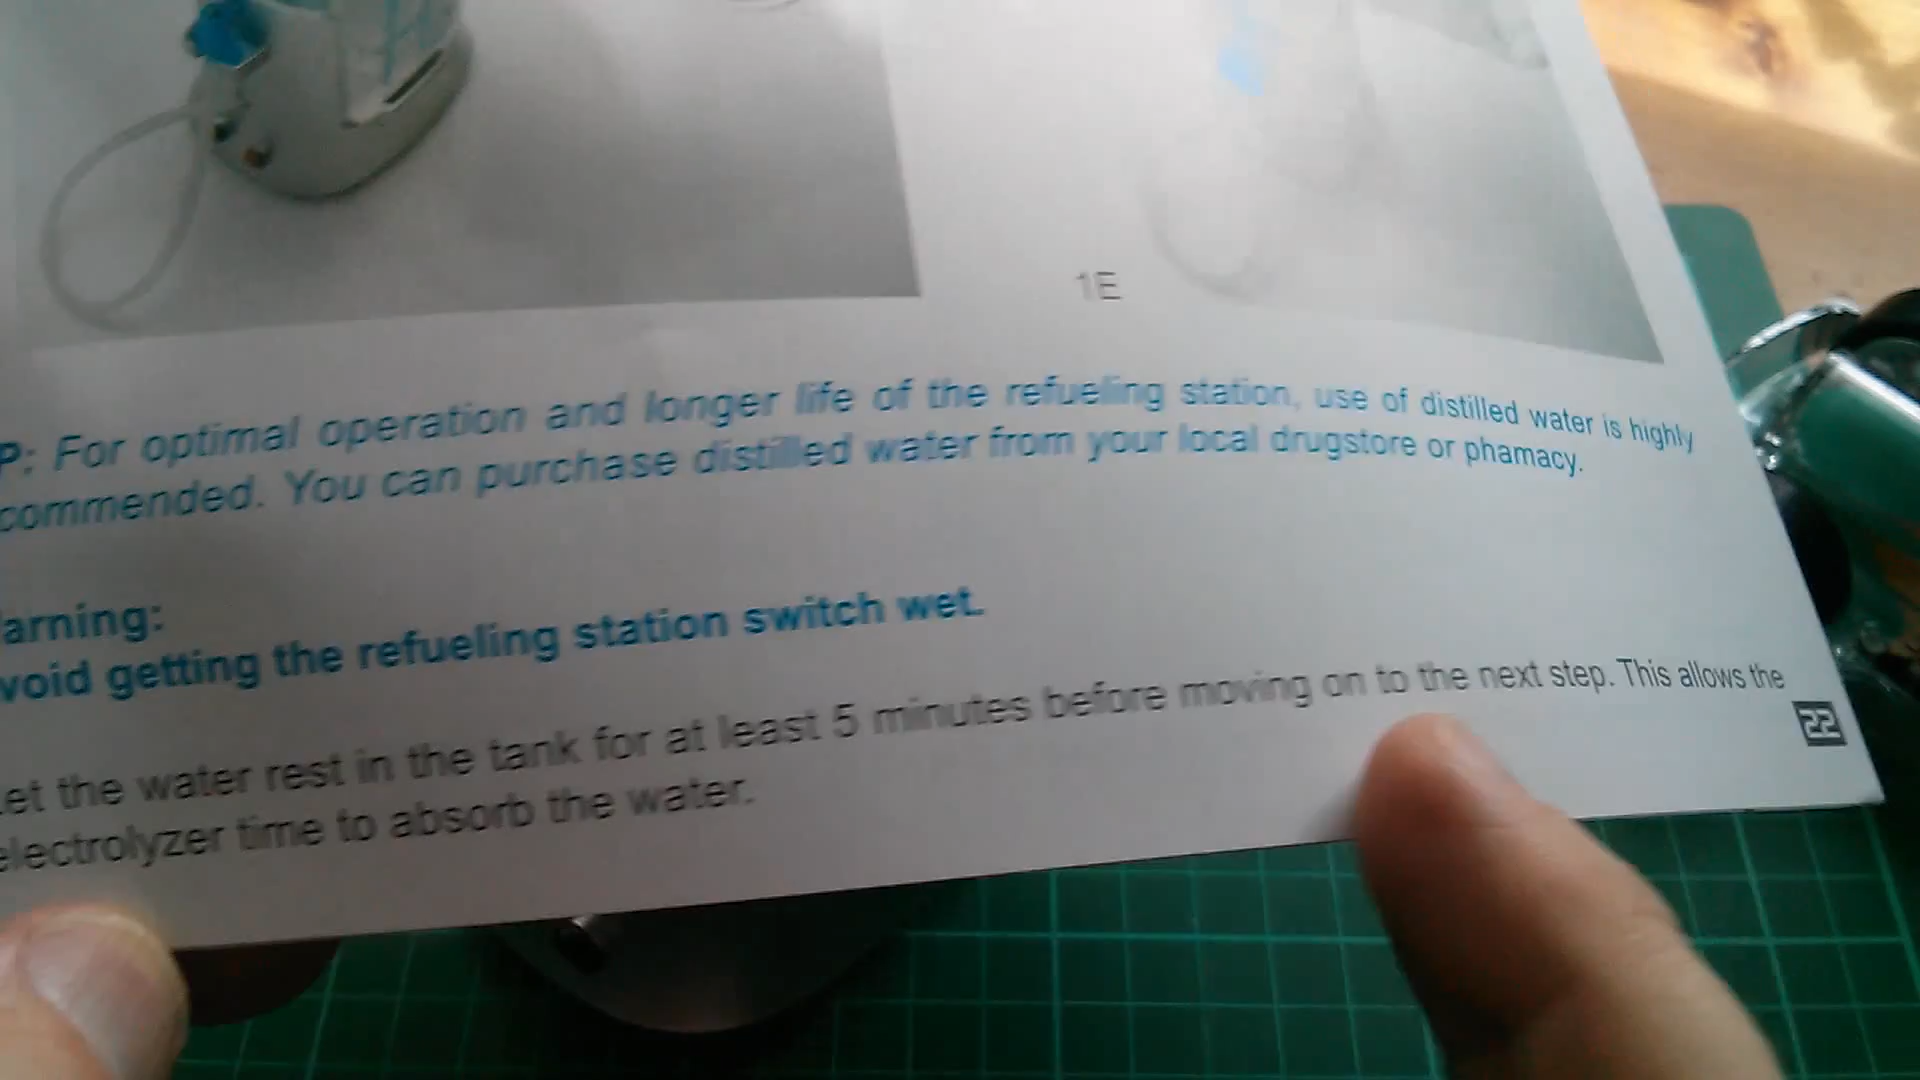 1E
P: For optimal operation and longer life of the refueling station, use of distilled water is highly
commended. You can purchase distilled water from your local drugstore or phamacy.
arning:
void getting the refueling station switch wet.
Let the water rest in the tank for at least 5 minutes before moving on to the next step. This allows the
electrolyzer time to absorb the water.
22